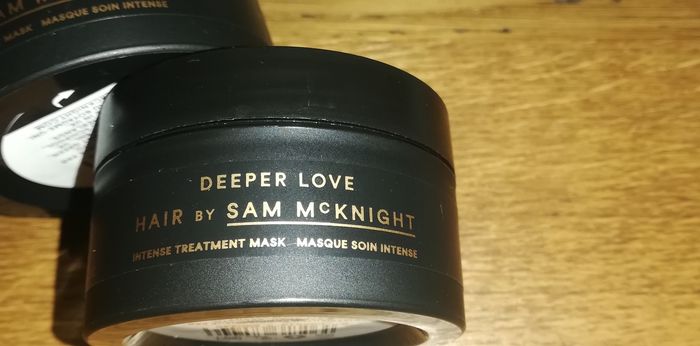 MASK MASQUE SOIN INTENSE
DEEPER LOVE
HAIR BY SAM McKNIGHT
INTENSE TREATMENT MASK MASQUE SOIN INTENSE